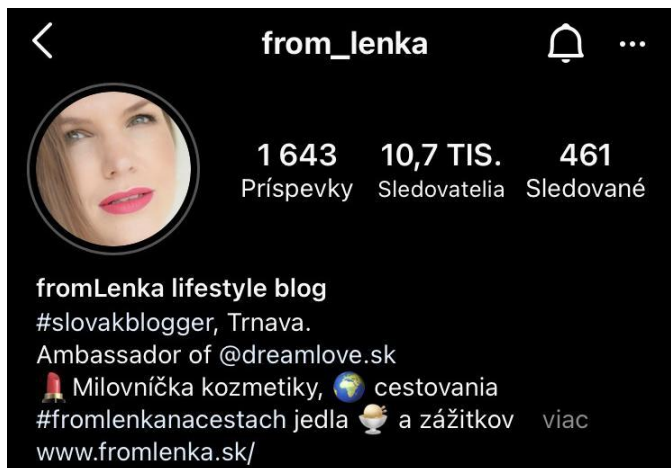 from_lenka
1 643 10,7 TIS. 461
Príspevky Sledovatelia Sledované
fromLenka lifestyle blog
#slovakblogger, Trnava.
Ambassador of @dreamlove.sk
💄 Milovníčka kozmetiky, 🌍 cestovania
#fromlenkanacestach jedla 🍨 a zážitkov viac
www.fromlenka.sk/